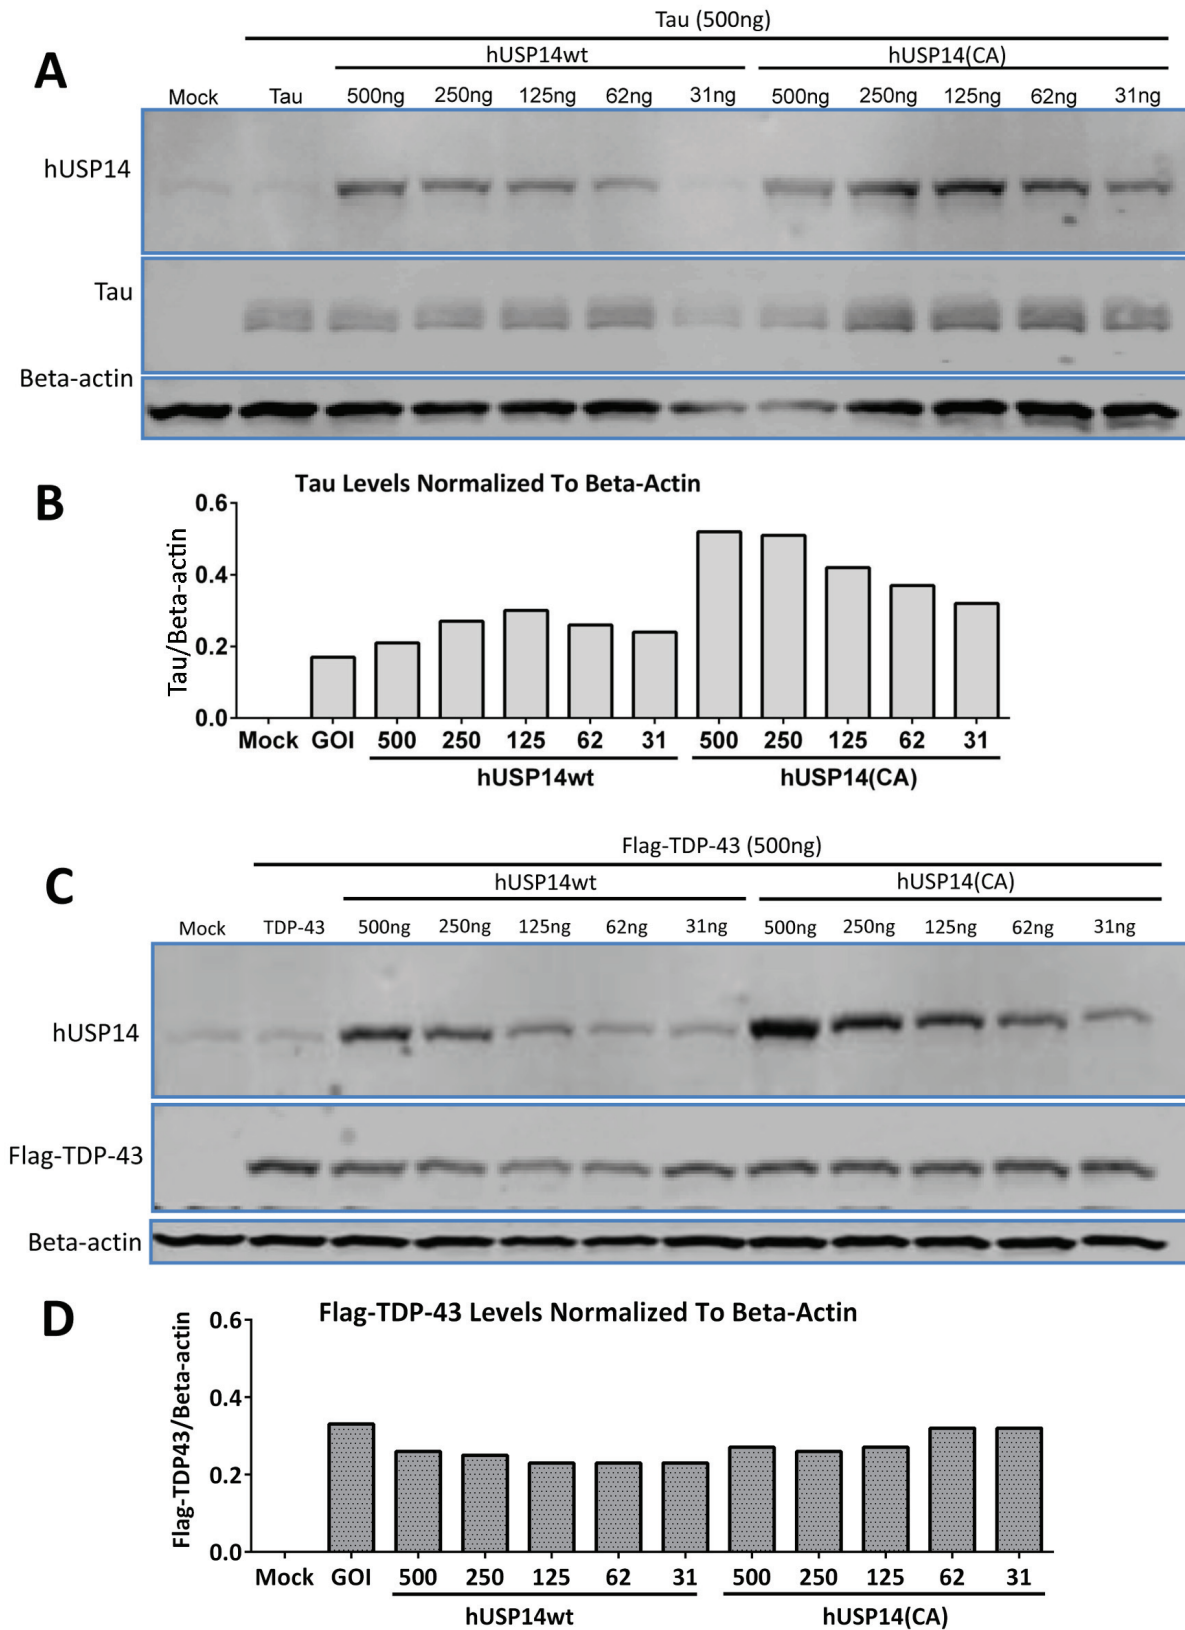 Tau (500ng)
A
hUSP14wt hUSP14(CA)
Mock Tau 500ng 250ng 125ng 62ng 31ng 500ng 250ng 125ng 62ng 31ng
hUSP14
Tau
Beta-actin
B
Tau Levels Normalized To Beta-Actin
Tau/Beta-actin
0.6
0.4
0.2
0.0
Mock GOI 500 250 125 62 31 500 250 125 62 31
hUSP14wt hUSP14(CA)
Flag-TDP-43 (500ng)
C
hUSP14wt hUSP14(CA)
Mock TDP-43 500ng 250ng 125ng 62ng 31ng 500ng 250ng 125ng 62ng 31ng
hUSP14
Flag-TDP-43
Beta-actin
D
Flag-TDP-43 Levels Normalized To Beta-Actin
Flag-TDP43/Beta-actin
0.6
0.4
0.2
0.0
Mock GOI 500 250 125 62 31 500 250 125 62 31
hUSP14wt hUSP14(CA)